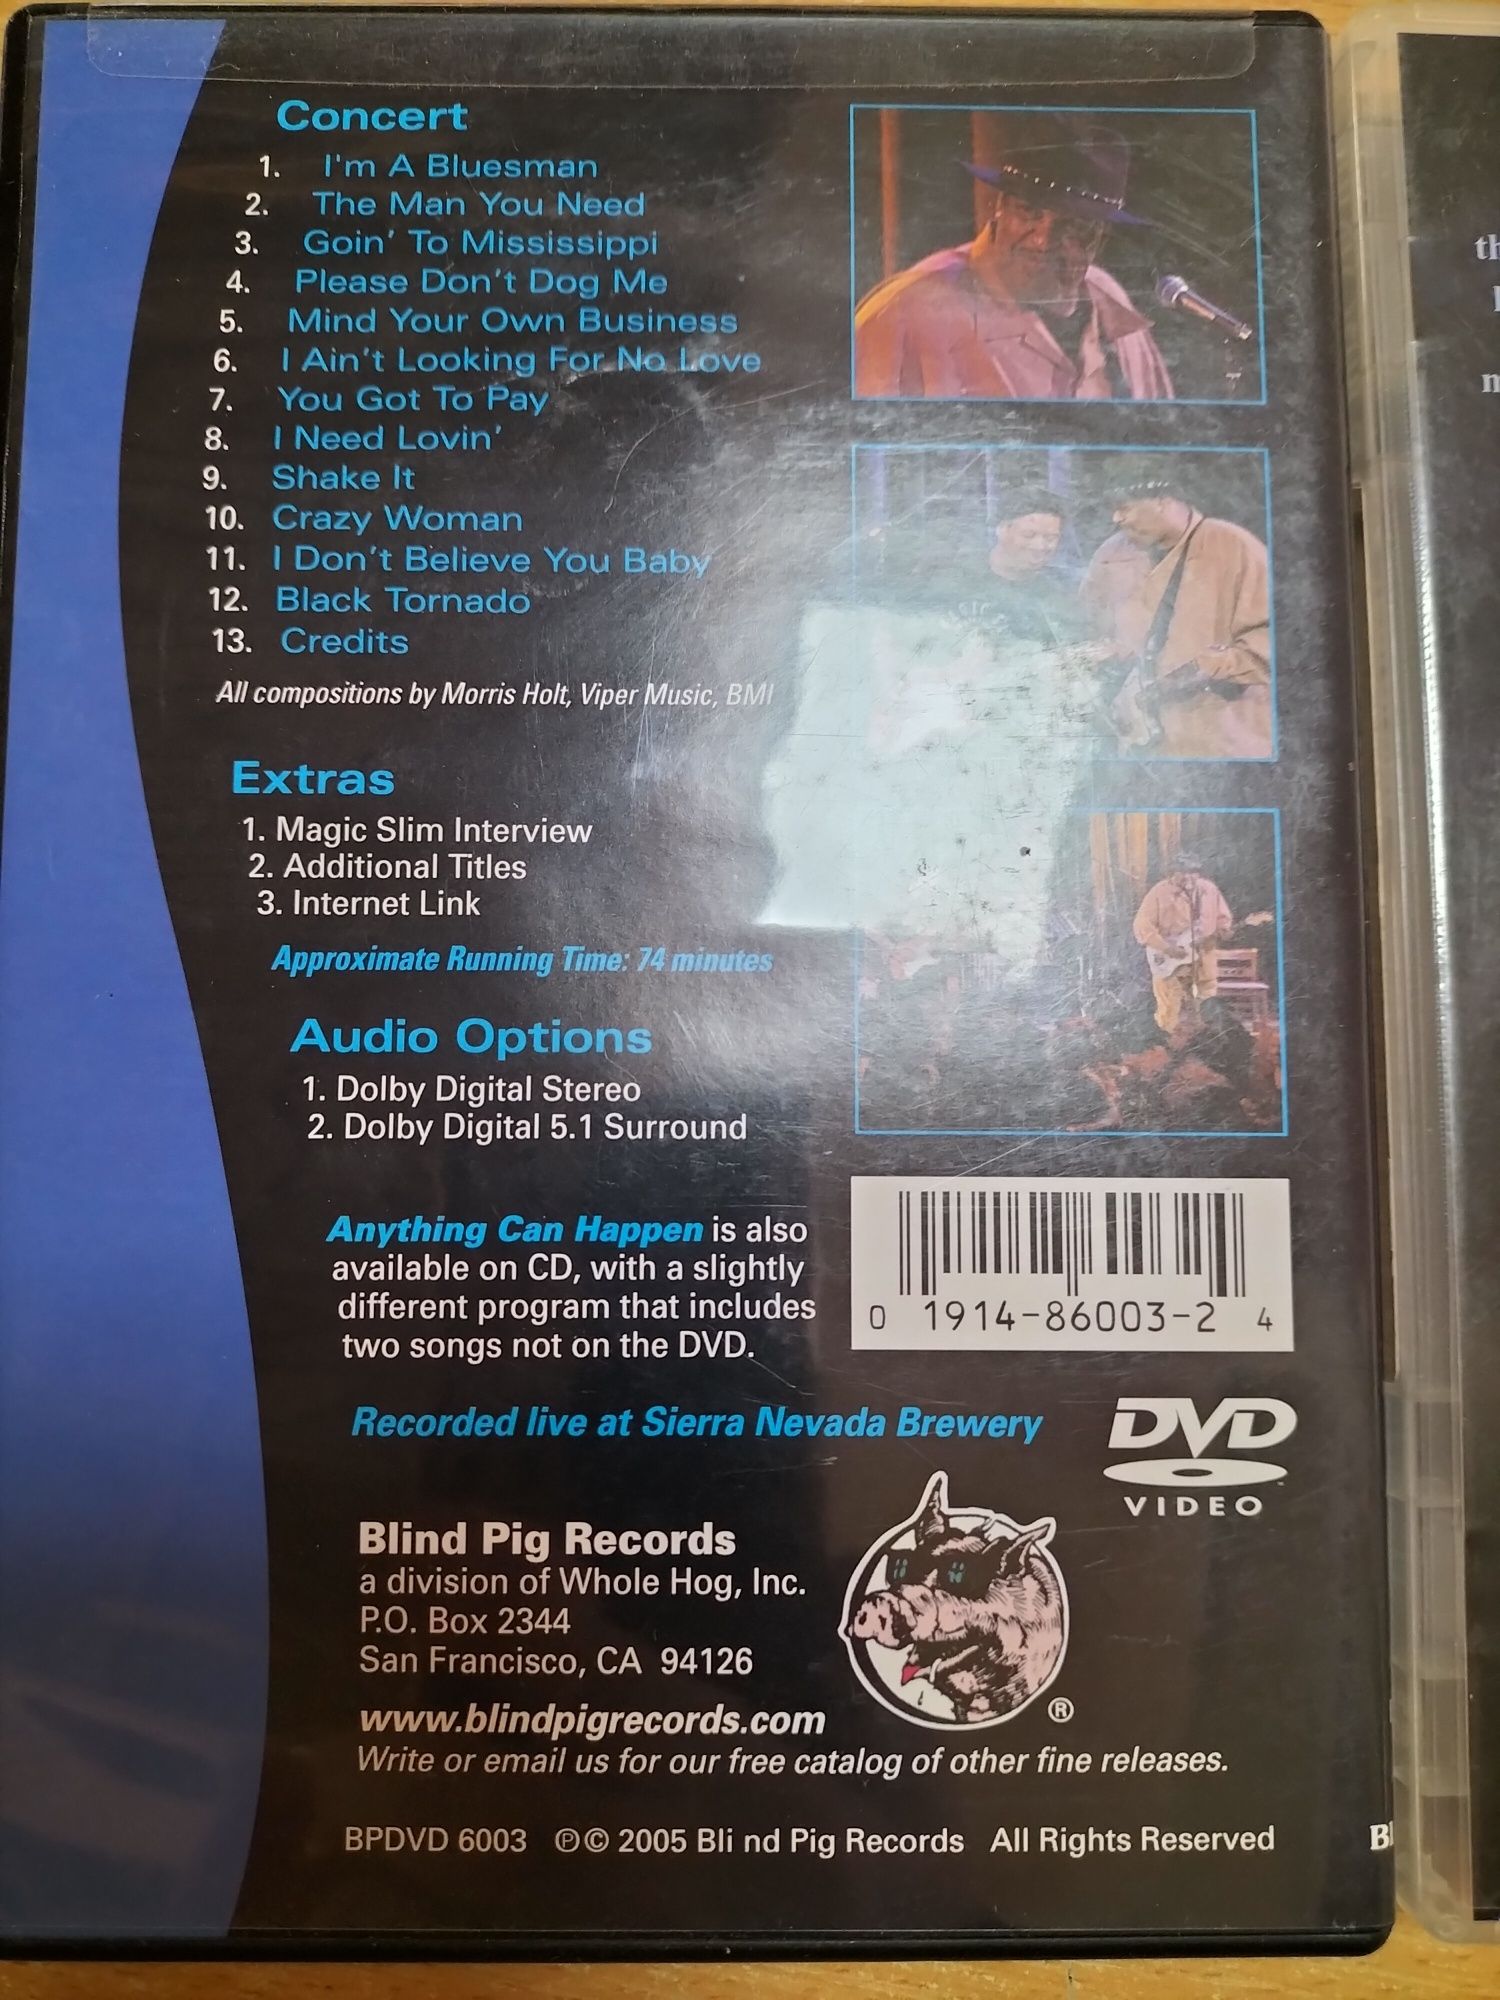 Concert
1. I'm A Bluesman
2. The Man You Need
3. Goin' To Mississippi
4. Please Don't Dog Me
5. Mind Your Own Business
6. I Ain't Looking For No Love
7. You Got To Pay
8. I Need Lovin'
9. Shake It
10. Crazy Woman
11. I Don't Believe You Baby
12. Black Tornado
13. Credits
All compositions by Morris Holt, Viper Music, BMI
Extras
1. Magic Slim Interview
2. Additional Titles
3. Internet Link
Approximate Running Time: 74 minutes
Audio Options
1. Dolby Digital Stereo
2. Dolby Digital 5.1 Surround
Anything Can Happen is also
available on CD, with a slightly
different program that includes
two songs not on the DVD.
0 1914-86003-2 4
Recorded live at Sierra Nevada Brewery
DVD
VIDEO
Blind Pig Records
a division of Whole Hog, Inc.
P.O. Box 2344
San Francisco, CA 94126
®
www.blindpigrecords.com
Write or email us for our free catalog of other fine releases.
BPDVD 6003 ℗© 2005 Bli nd Pig Records All Rights Reserved